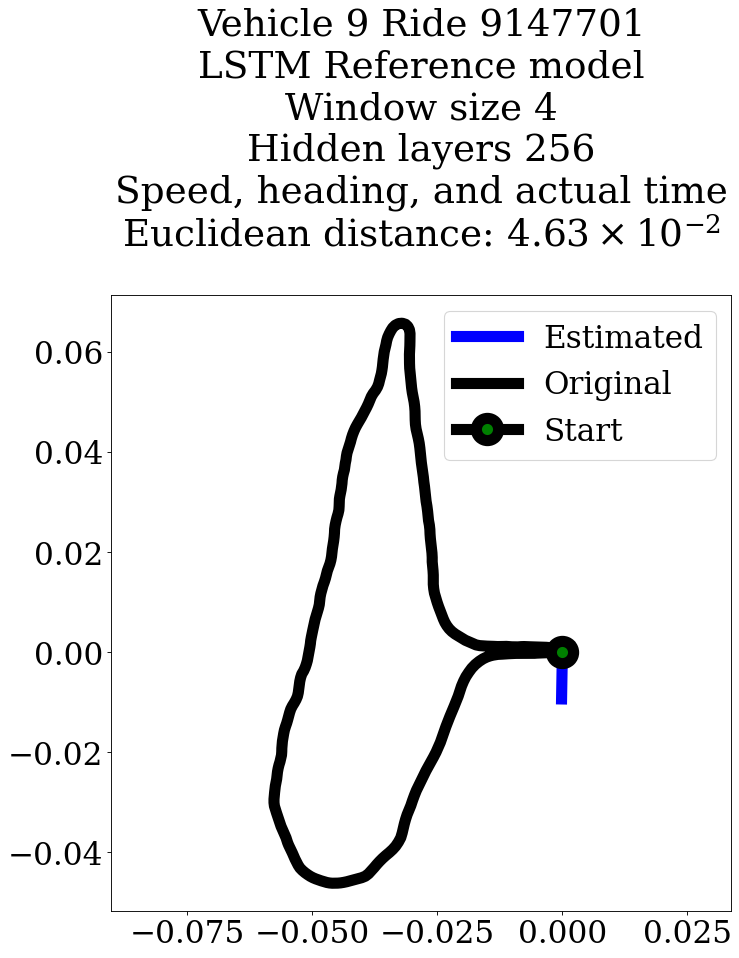 Vehicle 9 Ride 9147701
LSTM Reference model
Window size 4
Hidden layers 256
Speed, heading, and actual time
Euclidean distance: 4.63 × 10⁻²
Estimated
Original
Start
0.06
0.04
0.02
0.00
−0.02
−0.04
−0.075 −0.050 −0.025 0.000 0.025